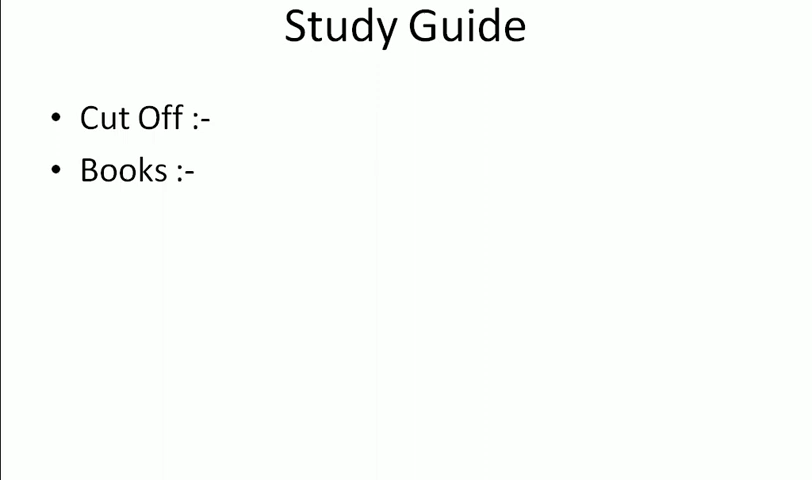 Study Guide
• Cut Off :-
• Books :-